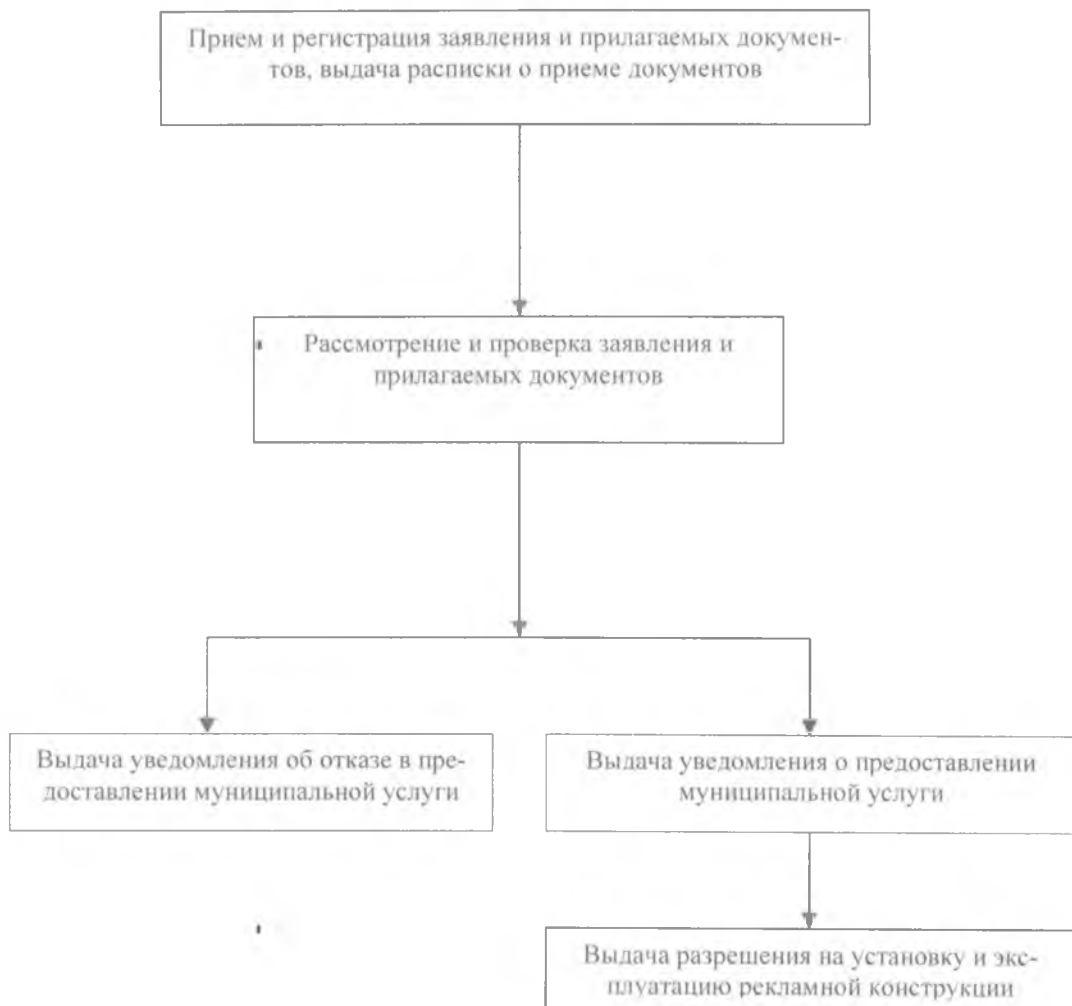 Прием и регистрация заявления и прилагаемых докумен-
тов, выдача расписки о приеме документов
Рассмотрение и проверка заявления и
прилагаемых документов
Выдача уведомления об отказе в пре-
доставлении муниципальной услуги
Выдача уведомления о предоставлении
муниципальной услуги
Выдача разрешения на установку и экс-
плуатацию рекламной конструкции